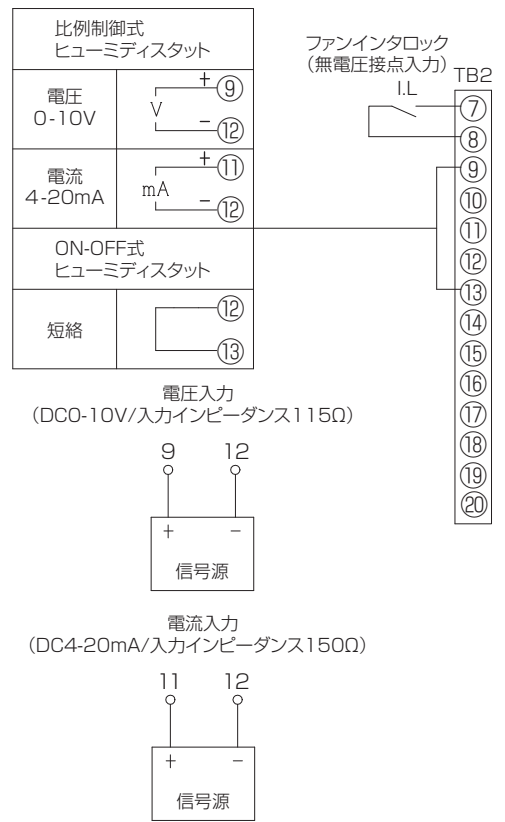 比例制御式
ヒューミディスタット
電圧
0-10V
+
⑨
V
−
⑫
電流
4-20mA
+
⑪
mA
−
⑫
ON-OFF式
ヒューミディスタット
短絡
⑫
⑬
ファンインタロック
（無電圧接点入力）
I.L
TB2
⑦
⑧
⑨
⑩
⑪
⑫
⑬
⑭
⑮
⑯
⑰
⑱
⑲
⑳
電圧入力
（DC0-10V/入力インピーダンス115Ω）
9 12
+ −
信号源
電流入力
（DC4-20mA/入力インピーダンス150Ω）
11 12
+ −
信号源